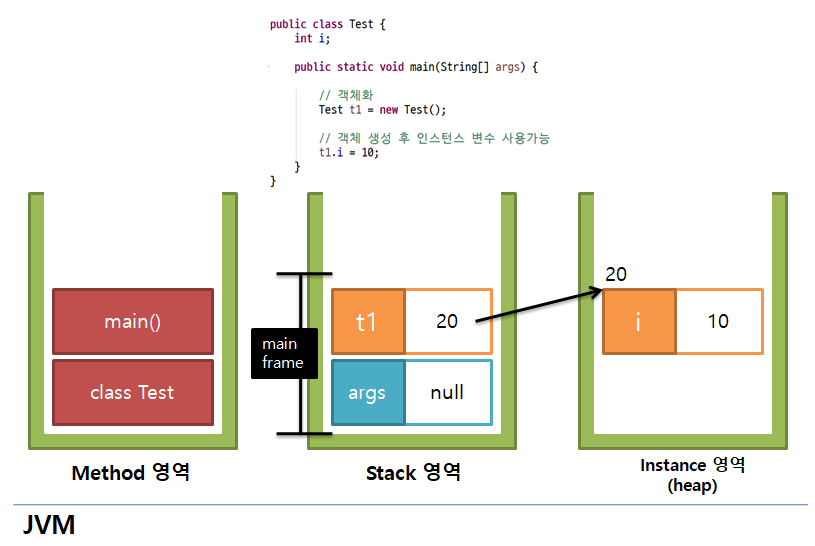 public class Test {
int i;
public static void main(String[] args) {
// 객체화
Test t1 = new Test();
// 객체 생성 후 인스턴스 변수 사용가능
t1.i = 10;
}
}
main()
class Test
Method 영역
main
frame
t1
20
args
null
Stack 영역
20
i
10
Instance 영역
(heap)
JVM